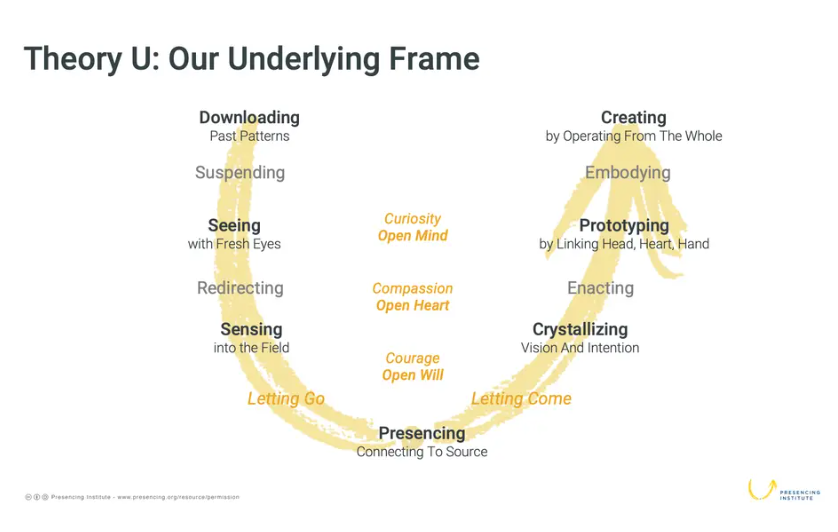 Theory U: Our Underlying Frame
Downloading
Past Patterns
Suspending
Seeing
with Fresh Eyes
Redirecting
Sensing
into the Field
Letting Go
Curiosity
Open Mind
Compassion
Open Heart
Courage
Open Will
Presencing
Connecting To Source
Letting Come
Crystallizing
Vision And Intention
Enacting
Prototyping
by Linking Head, Heart, Hand
Embodying
Creating
by Operating From The Whole
Presencing Institute - www.presencing.org/resource/permission
PRESENCING
INSTITUTE